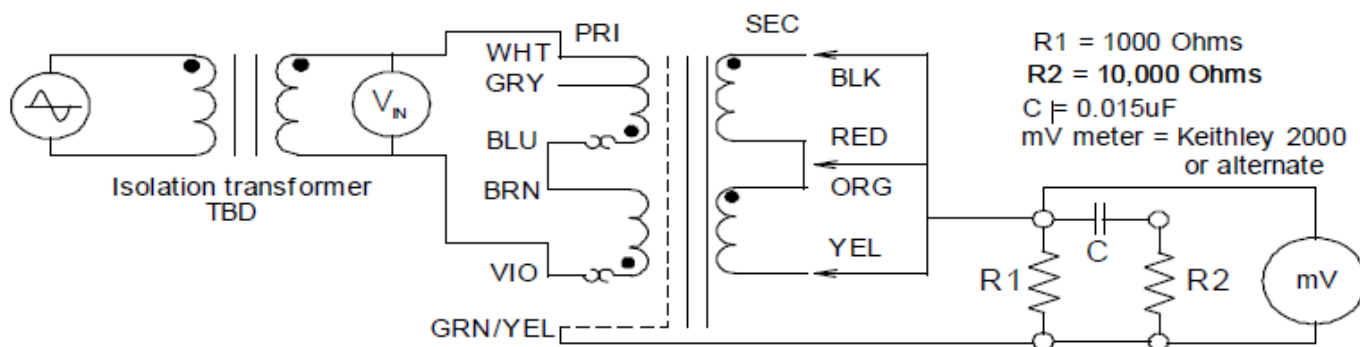 PRI
SEC
WHT
GRY
BLU
BRN
VIO
GRN/YEL
VIN
Isolation transformer
TBD
BLK
RED
ORG
YEL
R1 = 1000 Ohms
R2 = 10,000 Ohms
C = 0.015uF
mV meter = Keithley 2000
or alternate
C
R1
R2
mV